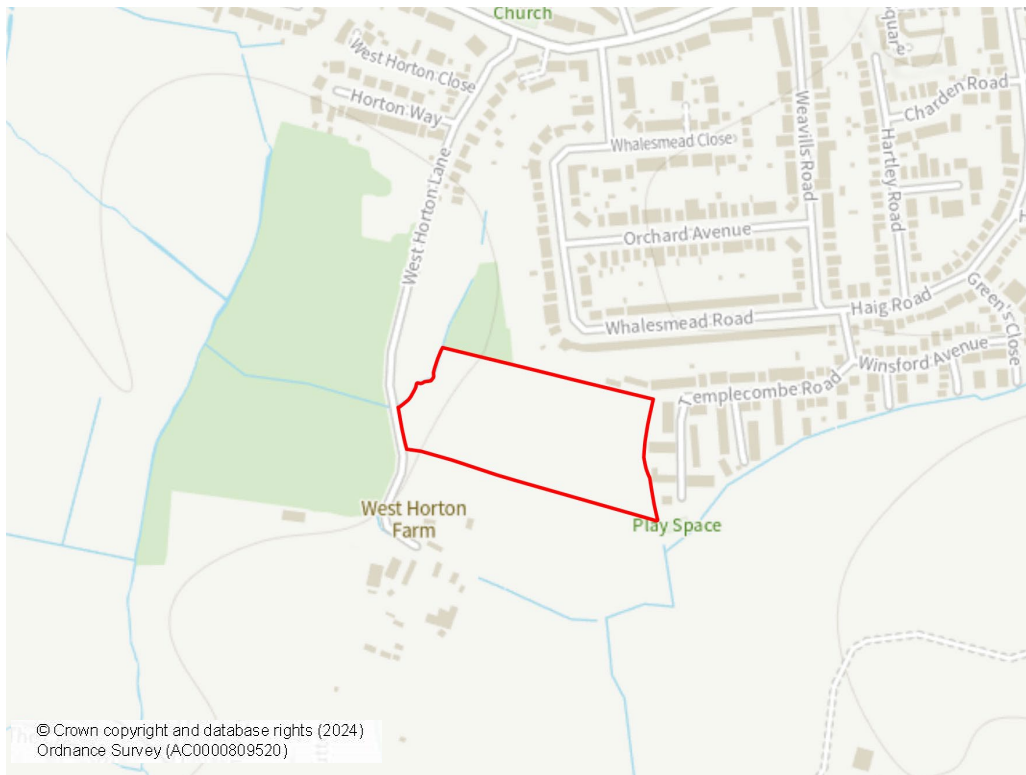 Church
West Horton Close
Horton Way
West Horton Lane
Whalesmead Close
Weavills Road
Square
Charden Road
Hartley Road
Orchard Avenue
Whalesmead Road
Haig Road
Green's Close
Winsford Avenue
Templecombe Road
West Horton
Farm
Play Space
© Crown copyright and database rights (2024)
Ordnance Survey (AC0000809520)